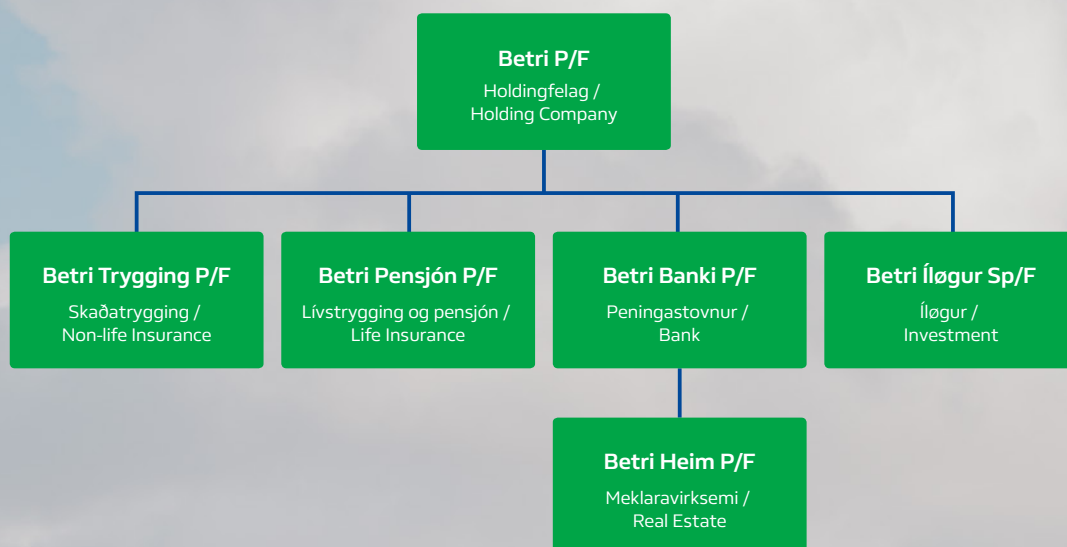 Betri P/F
Holdingfelag /
Holding Company
Betri Trygging P/F
Skaðatrygging /
Non-life Insurance
Betri Pensjón P/F
Lívstrygging og pensjón /
Life Insurance
Betri Banki P/F
Peningastovnur /
Bank
Betri Íløgur Sp/F
Íløgur /
Investment
Betri Heim P/F
Meklaravirksemi /
Real Estate